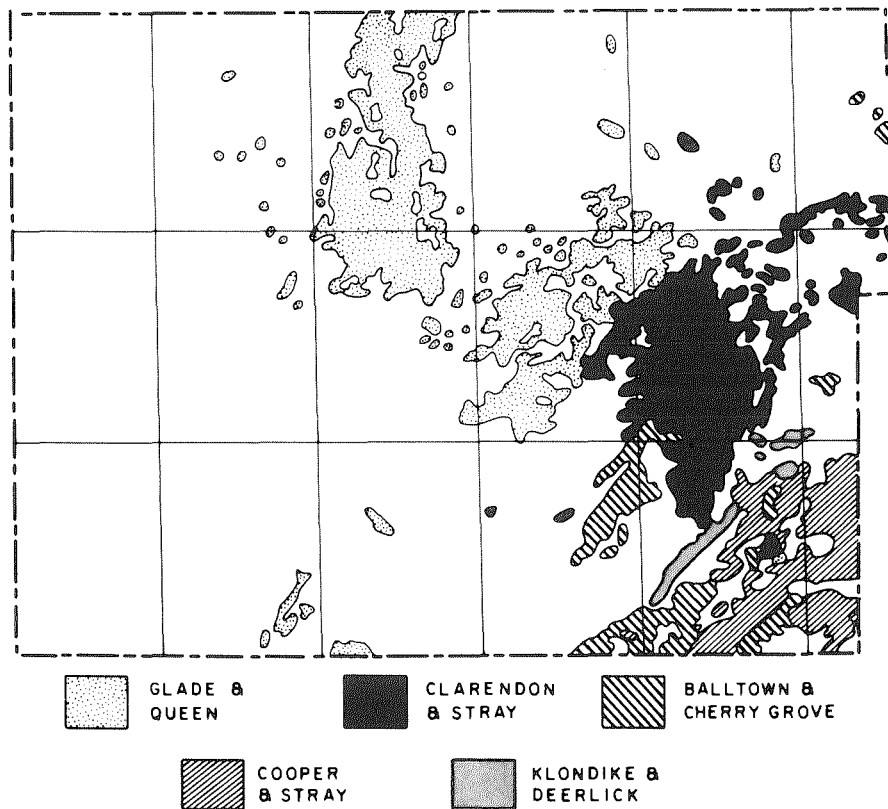 GLADE &
QUEEN
CLARENDON
& STRAY
BALLTOWN &
CHERRY GROVE
COOPER
& STRAY
KLONDIKE &
DEERLICK